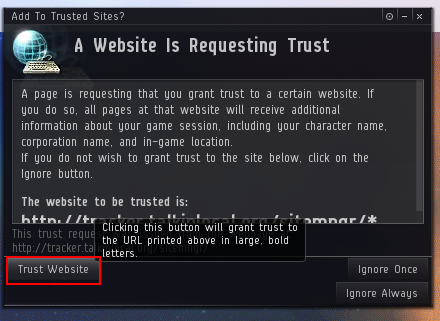 Add To Trusted Sites?
A Website Is Requesting Trust
A page is requesting that you grant trust to a certain website. If
you do so, all pages at that website will receive additional
information about your game session, including your character name,
corporation name, and in-game location.
If you do not wish to grant trust to the site below, click on the
Ignore button.
The website to be trusted is:
http://tracker.talkinlocal.org/sitemngr/*
This trust reque
http://tracker.ta
Clicking this button will grant trust to
the URL printed above in large, bold
letters.
Trust Website
Ignore Once
Ignore Always